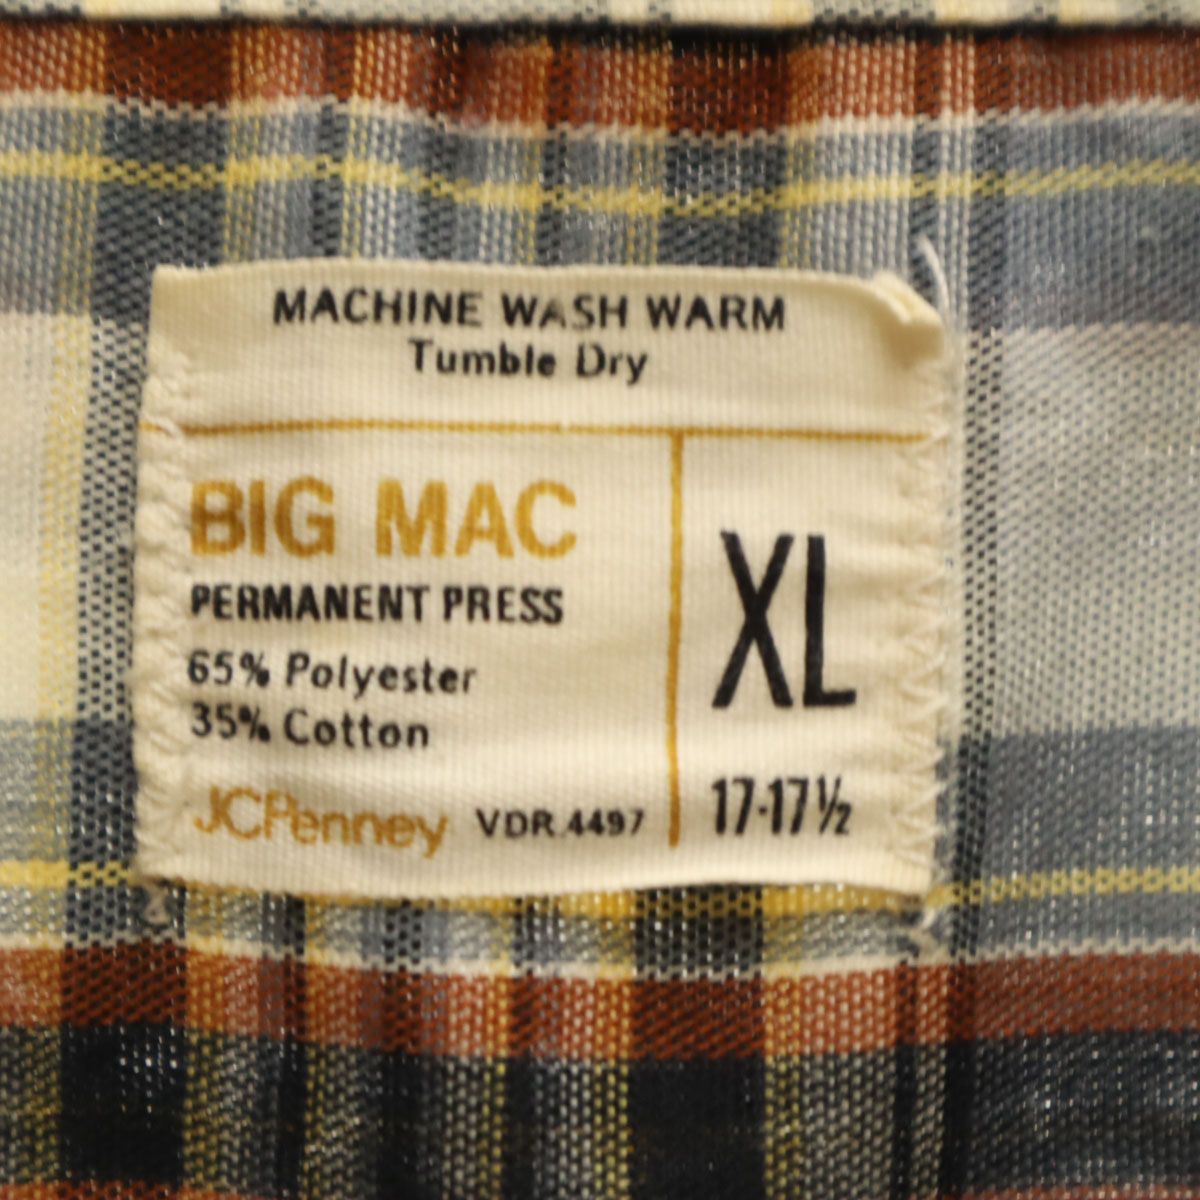 MACHINE WASH WARM
Tumble Dry
BIG MAC
PERMANENT PRESS
65% Polyester
35% Cotton
JCPenney VDR.4497
XL
17-17½